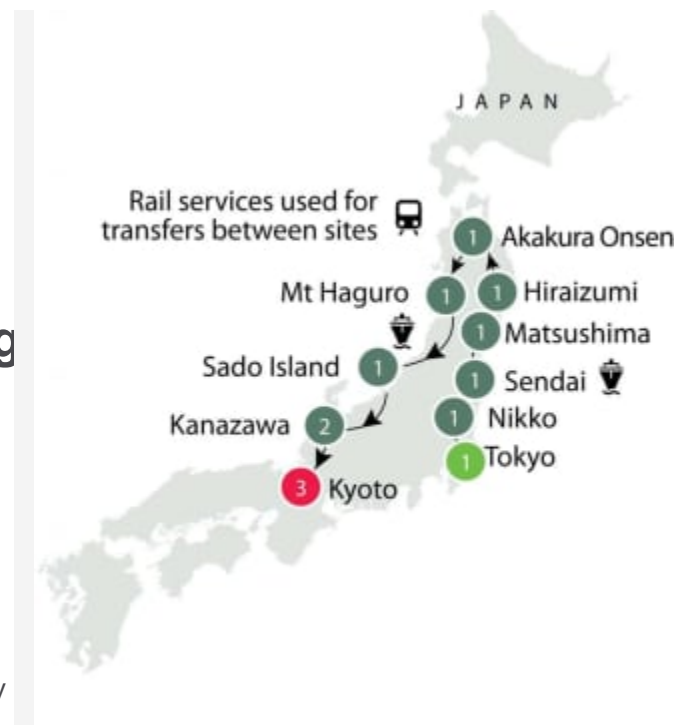 JAPAN
Rail services used for
transfers between sites
1 Akakura Onsen
Mt Haguro 1
1 Hiraizumi
1 Matsushima
Sado Island 1
1 Sendai
Kanazawa 2
1 Nikko
1 Tokyo
3 Kyoto
g